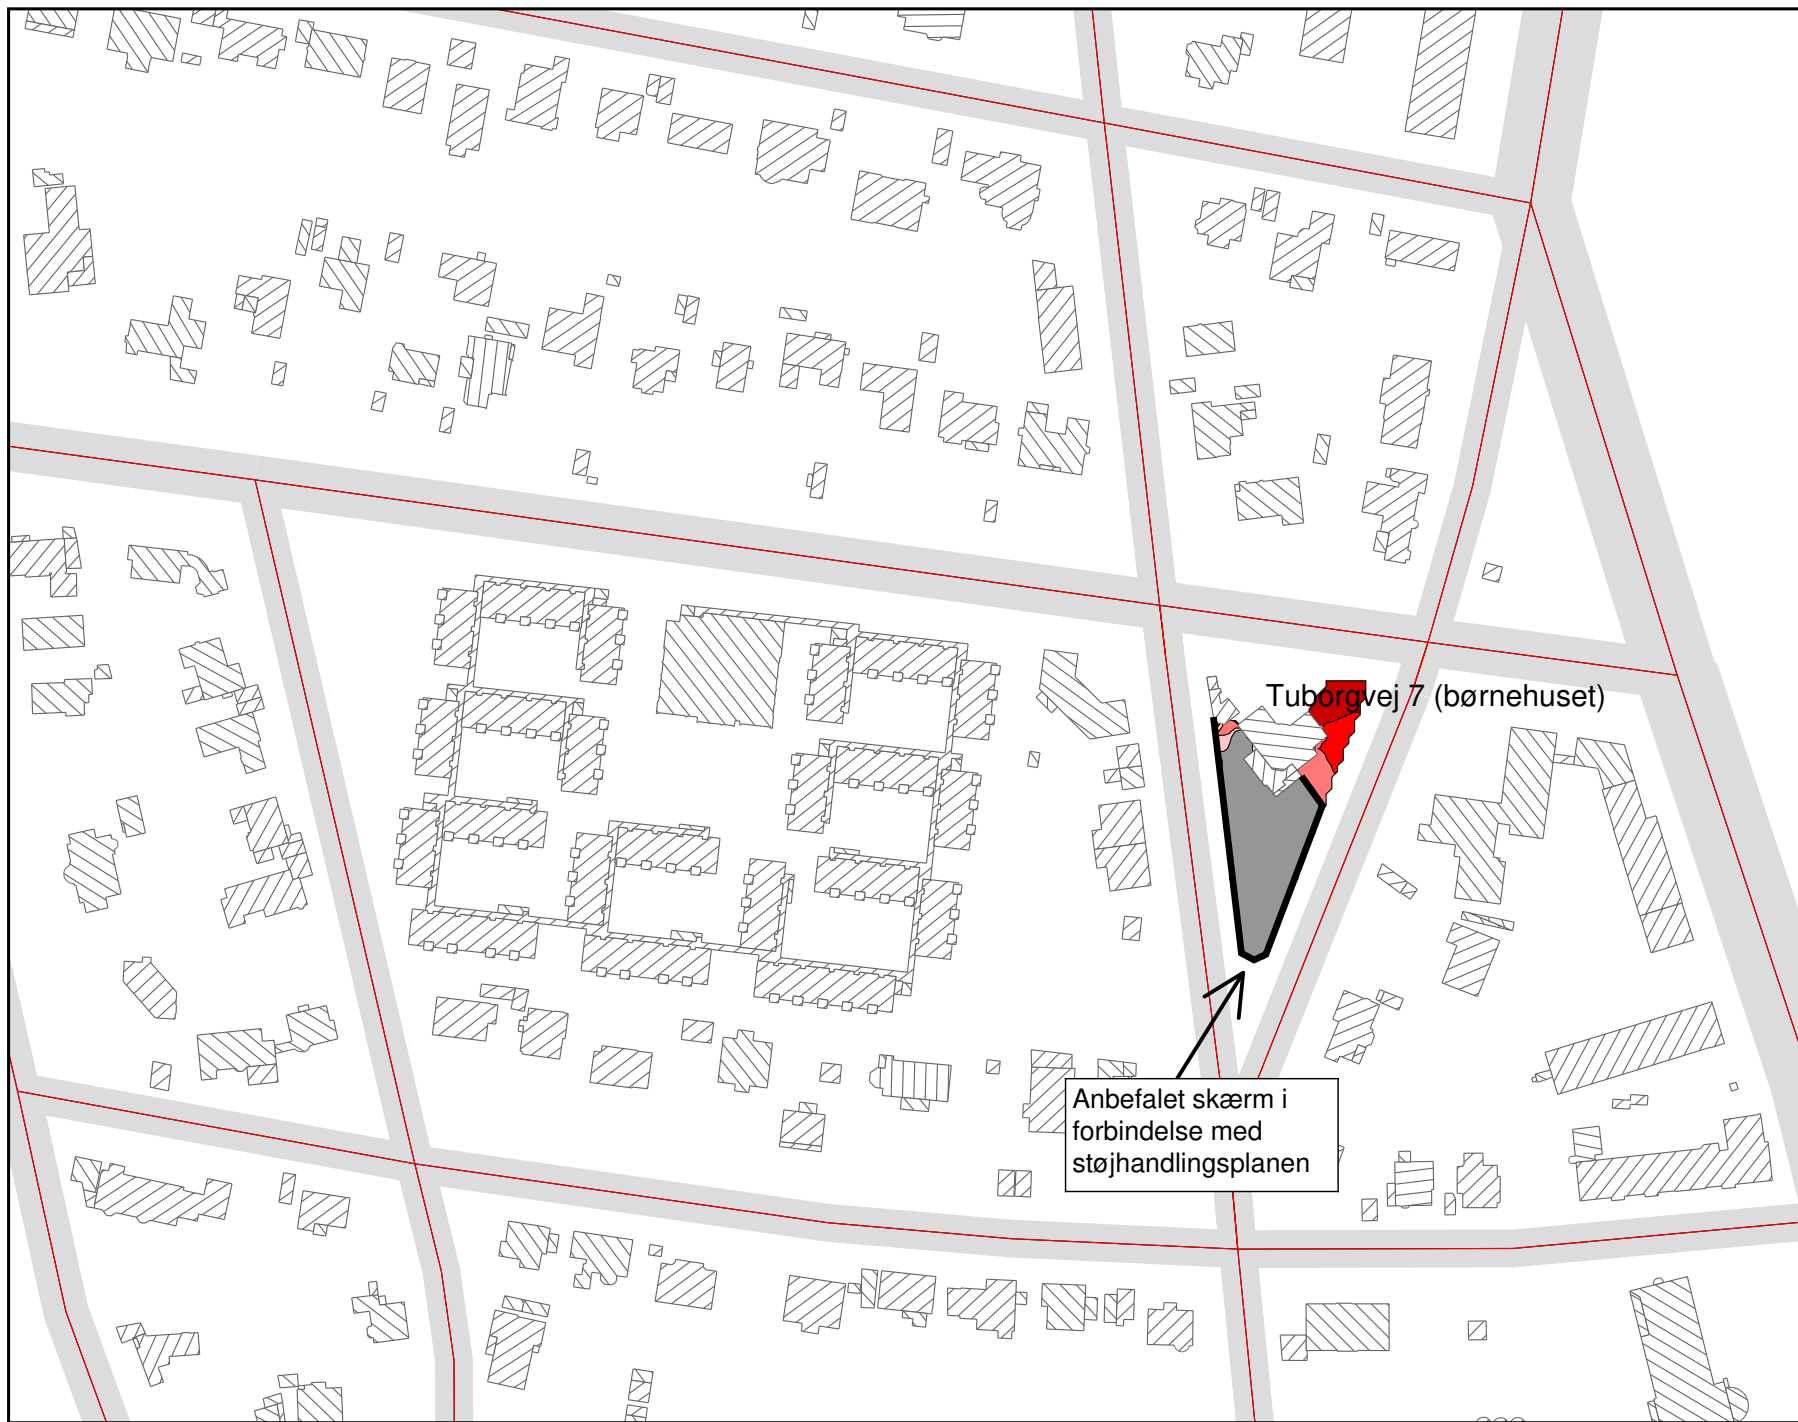 Tuborgvej 7 (børnehuset)
Anbefalet skærm i
forbindelse med
støjhandlingsplanen